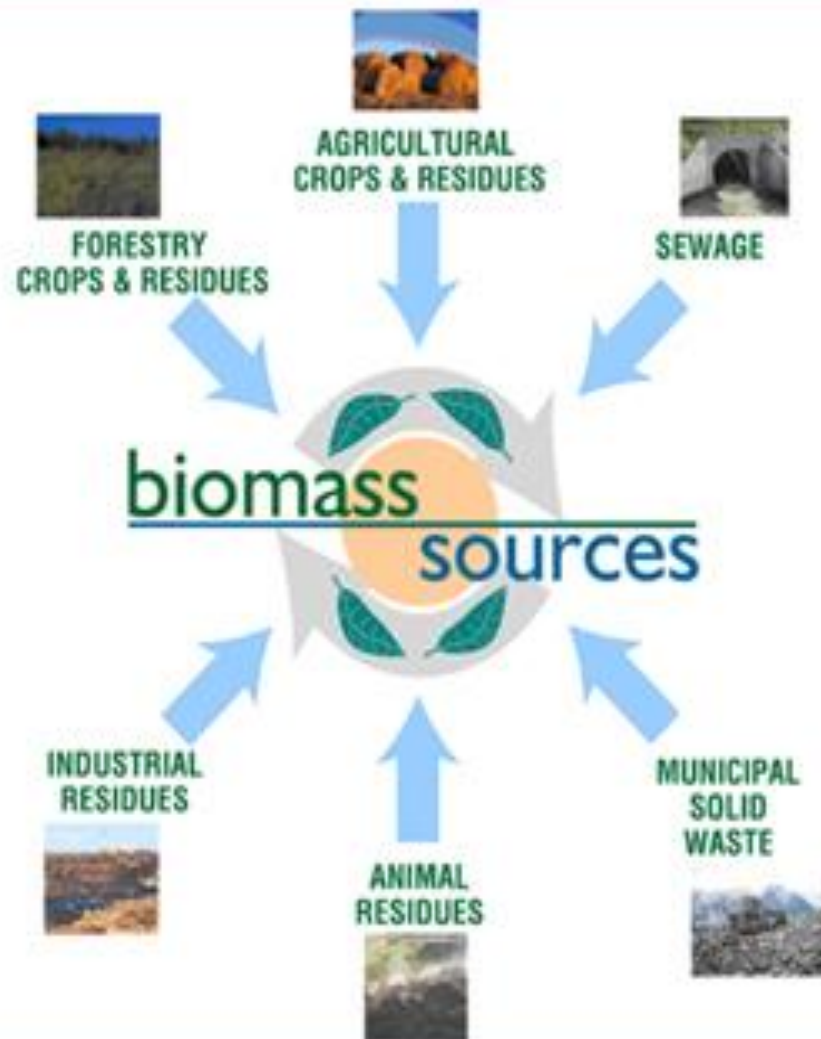 AGRICULTURAL
CROPS & RESIDUES
FORESTRY
CROPS & RESIDUES
SEWAGE
biomass
sources
INDUSTRIAL
RESIDUES
MUNICIPAL
SOLID
WASTE
ANIMAL
RESIDUES